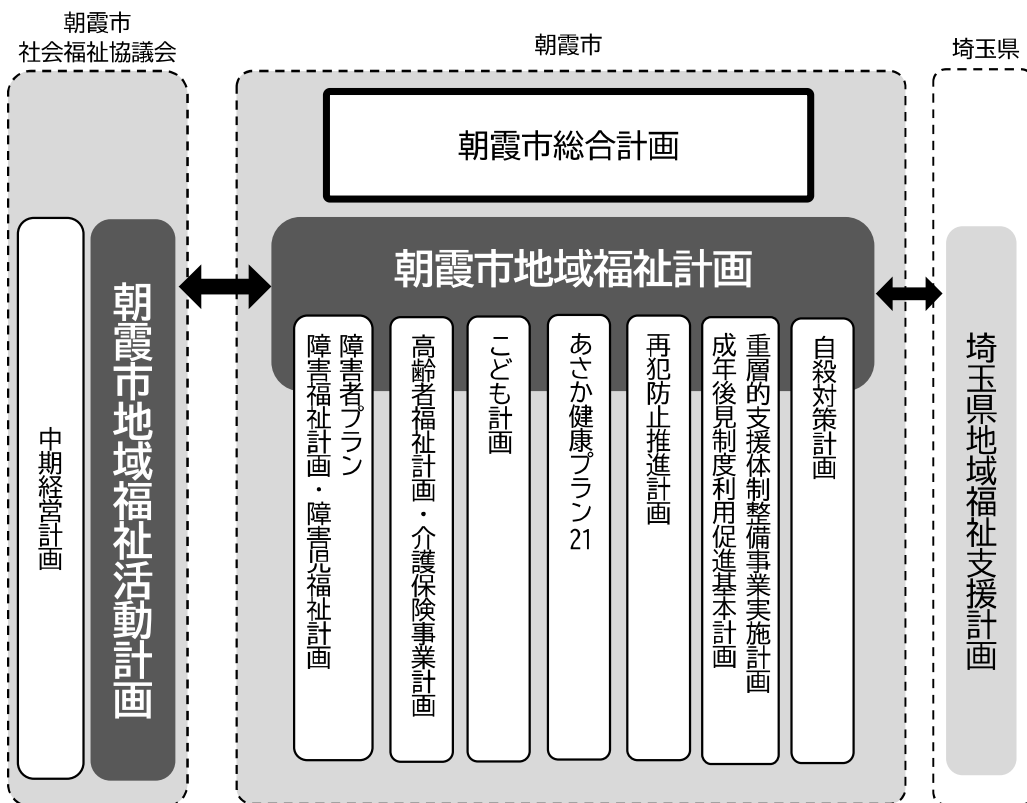 朝霞市
社会福祉協議会
朝霞市
埼玉県
朝霞市総合計画
朝霞市地域福祉計画
中期経営計画
朝霞市地域福祉活動計画
障害者プラン
障害福祉計画・障害児福祉計画
高齢者福祉計画・介護保険事業計画
こども計画
あさか健康プラン21
再犯防止推進計画
重層的支援体制整備事業実施計画
成年後見制度利用促進基本計画
自殺対策計画
埼玉県地域福祉支援計画